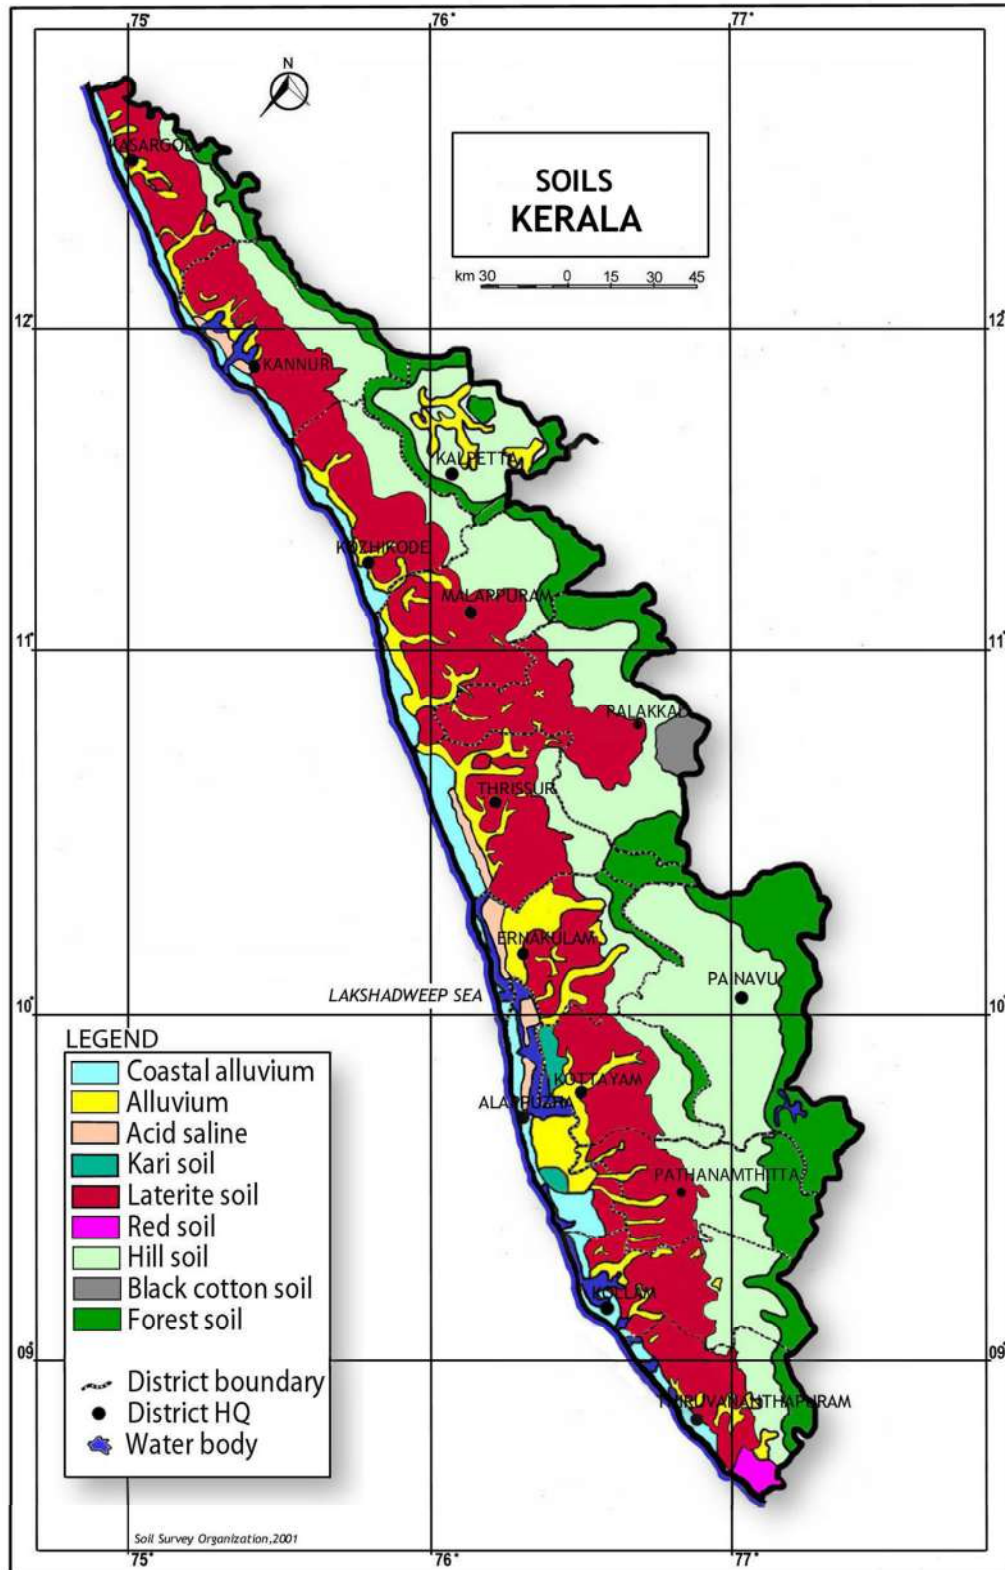 75°
76°
77°
N
SOILS
KERALA
km 30 0 15 30 45
KASARGOD
12°
12°
KANNUR
KALPETTA
KOZHIKODE
MALAPPURAM
11°
11°
PALAKKAD
THRISSUR
ERNAKULAM
PAINAVU
LAKSHADWEEP SEA
10°
10°
KOTTAYAM
ALAPPUZHA
PATHANAMTHITTA
KOLLAM
09°
09°
THIRUVANANTHAPURAM
LEGEND
Coastal alluvium
Alluvium
Acid saline
Kari soil
Laterite soil
Red soil
Hill soil
Black cotton soil
Forest soil
District boundary
District HQ
Water body
Soil Survey Organization,2001
75°
76°
77°